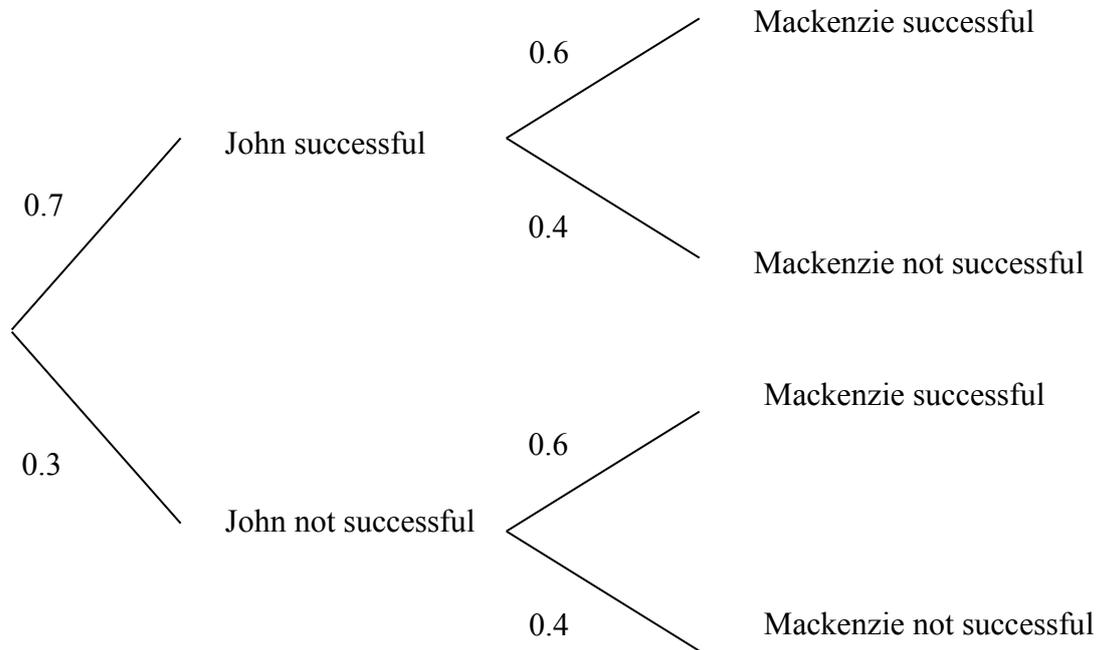 Mackenzie successful
0.6
John successful
0.7
0.4
Mackenzie not successful
Mackenzie successful
0.6
0.3
John not successful
0.4
Mackenzie not successful